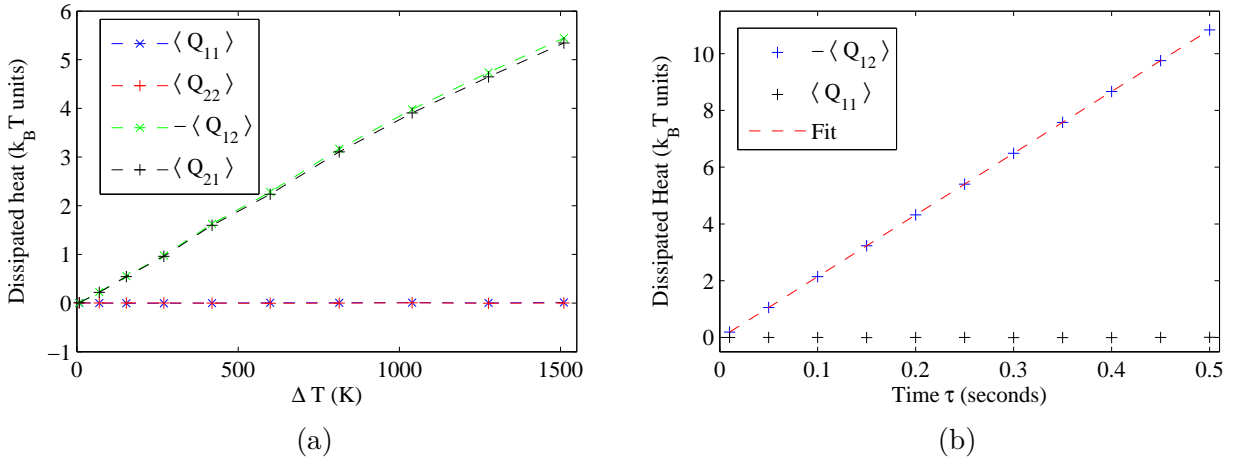 6
5
4
3
2
1
0
−1
0
500
1000
1500
Δ T (K)
Dissipated heat (k_B T units)
⟨ Q_11 ⟩
⟨ Q_22 ⟩
−⟨ Q_12 ⟩
⟨ Q_21 ⟩
(a)
10
8
6
4
2
0
0
0.1
0.2
0.3
0.4
0.5
Time τ (seconds)
Dissipated Heat (k_B T units)
−⟨Q_12 ⟩
⟨ Q_11 ⟩
Fit
(b)